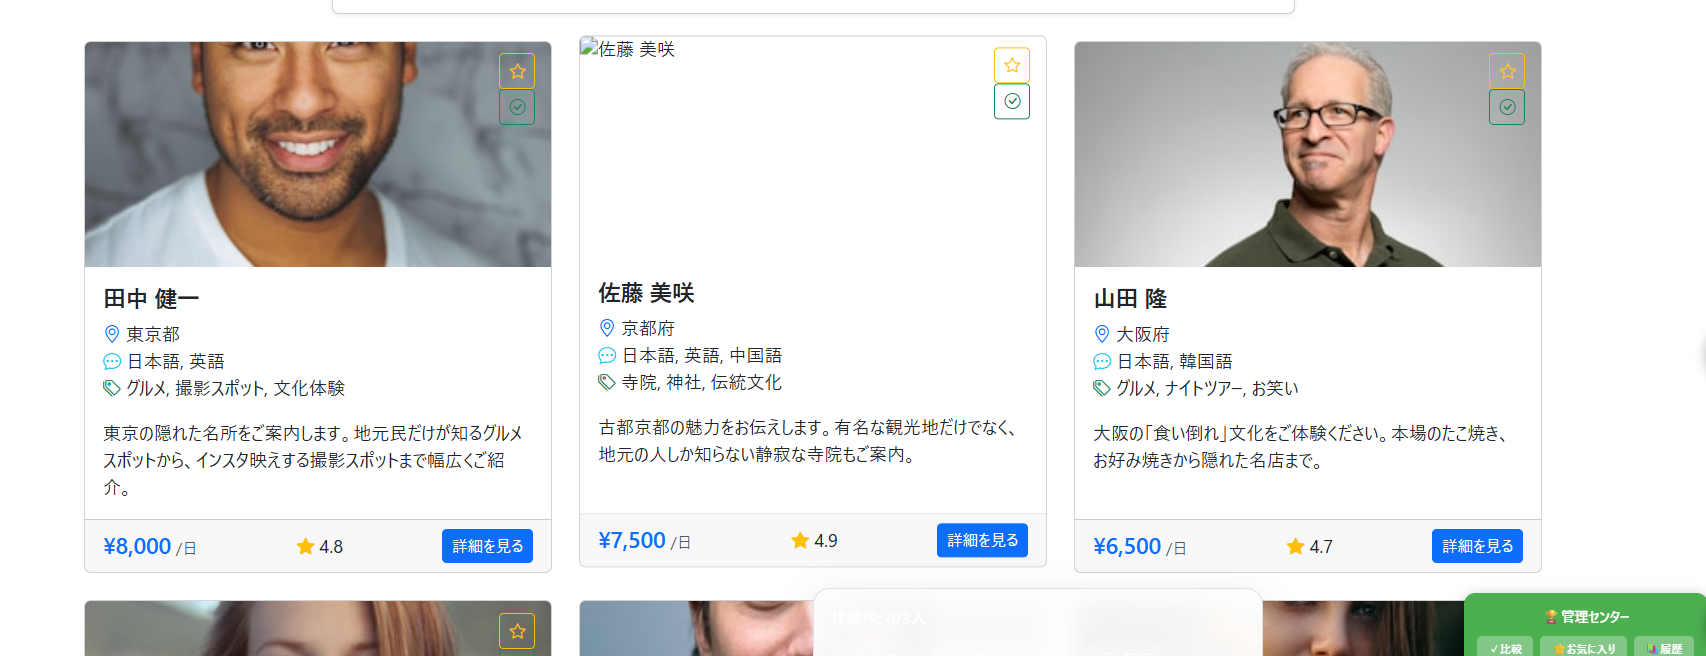 田中 健一
東京都
日本語, 英語
グルメ, 撮影スポット, 文化体験
東京の隠れた名所をご案内します。地元民だけが知るグルメ
スポットから、インスタ映えする撮影スポットまで幅広くご紹
介。
¥8,000 /日
4.8
詳細を見る
佐藤 美咲
佐藤 美咲
京都府
日本語, 英語, 中国語
寺院, 神社, 伝統文化
古都京都の魅力をお伝えします。有名な観光地だけでなく、
地元の人しか知らない静寂な寺院もご案内。
¥7,500 /日
4.9
詳細を見る
山田 隆
大阪府
日本語, 韓国語
グルメ, ナイトツアー, お笑い
大阪の「食い倒れ」文化をご体験ください。本場のたこ焼き、
お好み焼きから隠れた名店まで。
¥6,500 /日
4.7
詳細を見る
比較中: 0/3人
管理センター
✓比較
お気に入り
履歴